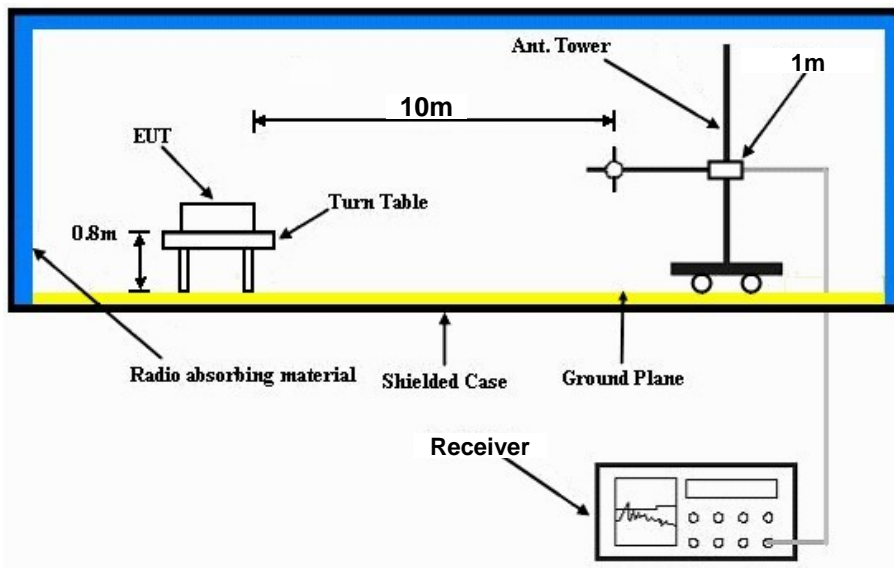 Ant. Tower
1m
10m
EUT
Turn Table
0.8m
Radio absorbing material
Shielded Case
Ground Plane
Receiver